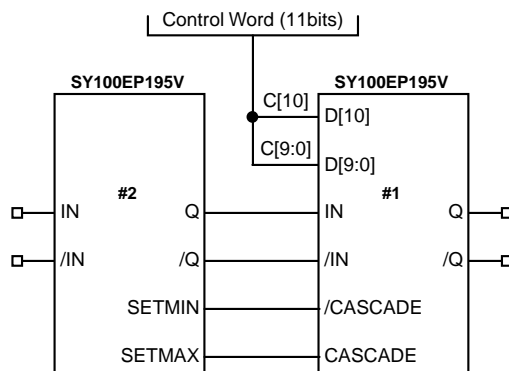 Control Word (11bits)
SY100EP195V
SY100EP195V
C[10]
D[10]
C[9:0]
D[9:0]
#2
#1
IN
Q
IN
Q
/IN
/Q
/IN
/Q
SETMIN
/CASCADE
SETMAX
CASCADE